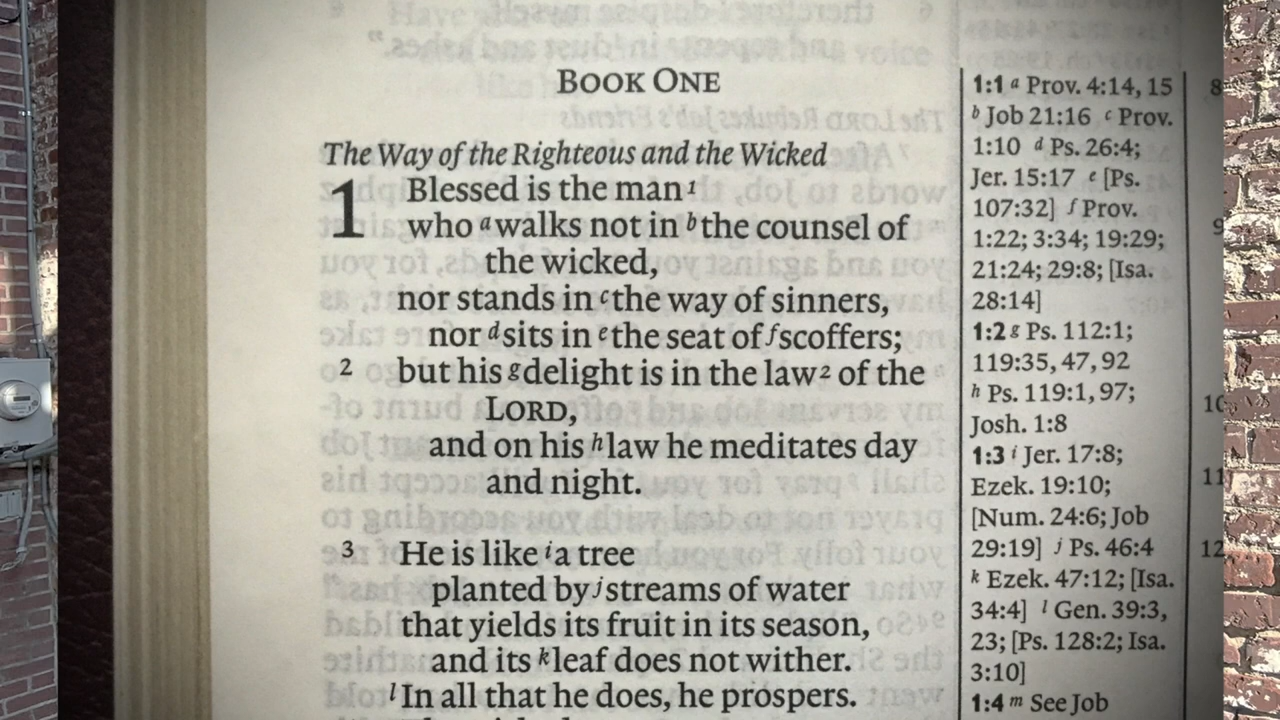 BOOK ONE
The Way of the Righteous and the Wicked
1 Blessed is the man 1
who a walks not in b the counsel of
the wicked,
nor stands in c the way of sinners,
nor d sits in e the seat of f scoffers;
2 but his g delight is in the law 2 of the
LORD,
and on his h law he meditates day
and night.
3 He is like i a tree
planted by j streams of water
that yields its fruit in its season,
and its k leaf does not wither.
l In all that he does, he prospers.
1:1 a Prov. 4:14, 15
b Job 21:16 c Prov.
1:10 d Ps. 26:4;
Jer. 15:17 e [Ps.
107:32] f Prov.
1:22; 3:34; 19:29;
21:24; 29:8; [Isa.
28:14]
1:2 g Ps. 112:1;
119:35, 47, 92
h Ps. 119:1, 97;
Josh. 1:8
1:3 i Jer. 17:8;
Ezek. 19:10;
[Num. 24:6; Job
29:19] j Ps. 46:4
k Ezek. 47:12; [Isa.
34:4] l Gen. 39:3,
23; [Ps. 128:2; Isa.
3:10]
1:4 m See Job
8
9
10
11
12